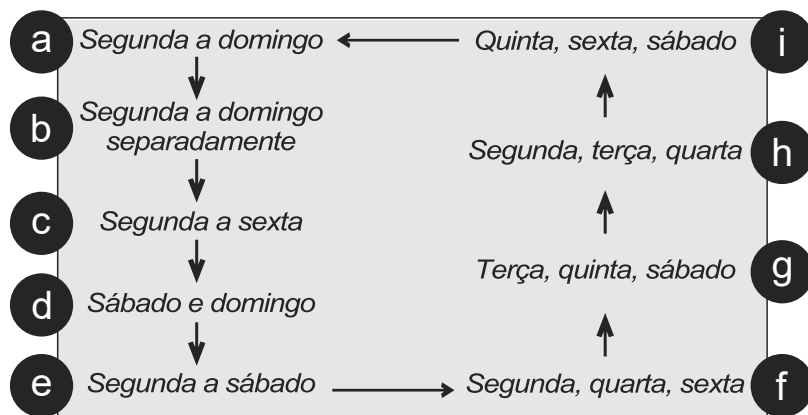 a Segunda a domingo
Quinta, sexta, sábado i
b Segunda a domingo
separadamente
Segunda, terça, quarta h
c Segunda a sexta
Terça, quinta, sábado g
d Sábado e domingo
e Segunda a sábado
Segunda, quarta, sexta f